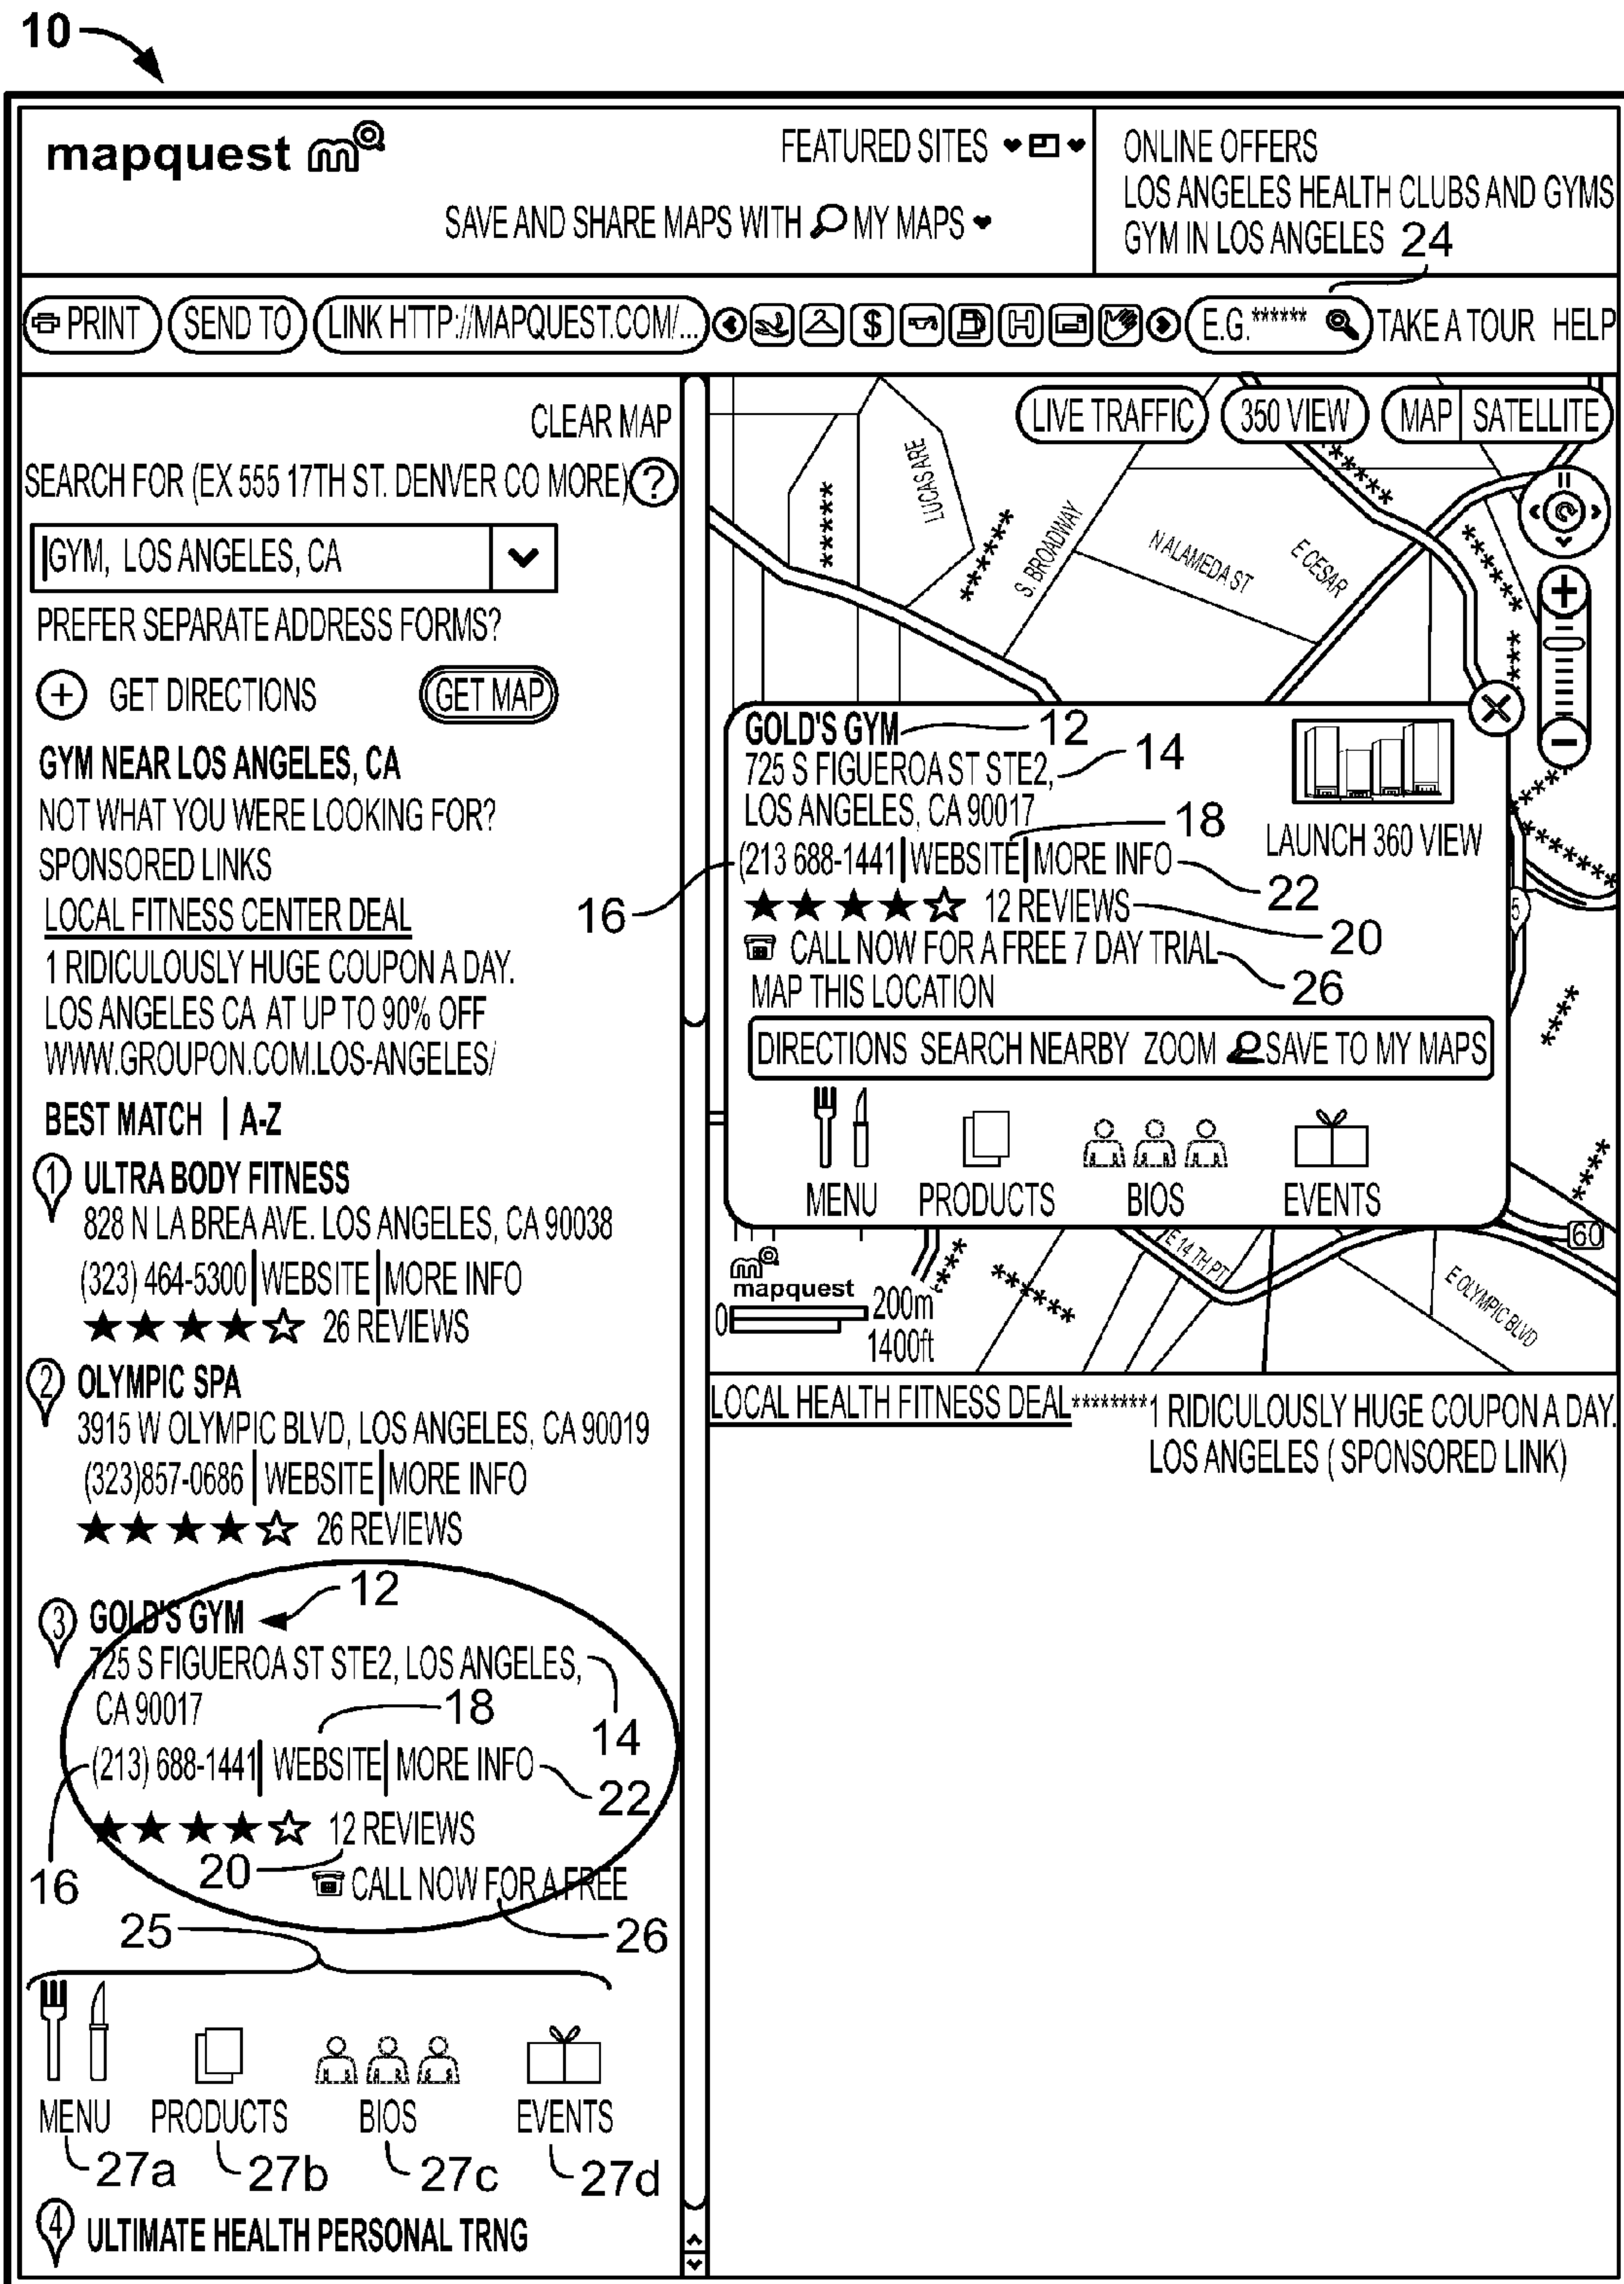 10
mapquest mq
FEATURED SITES
SAVE AND SHARE MAPS WITH MY MAPS
ONLINE OFFERS
LOS ANGELES HEALTH CLUBS AND GYMS
GYM IN LOS ANGELES 24
PRINT SEND TO LINK HTTP://MAPQUEST.COM/... $ H E.G.****** TAKE A TOUR HELP
CLEAR MAP
SEARCH FOR (EX 555 17TH ST. DENVER CO MORE) ?
GYM, LOS ANGELES, CA
PREFER SEPARATE ADDRESS FORMS?
+ GET DIRECTIONS GET MAP
GYM NEAR LOS ANGELES, CA
NOT WHAT YOU WERE LOOKING FOR?
SPONSORED LINKS
LOCAL FITNESS CENTER DEAL
1 RIDICULOUSLY HUGE COUPON A DAY.
LOS ANGELES CA AT UP TO 90% OFF
WWW.GROUPON.COM.LOS-ANGELES/
BEST MATCH | A-Z
1 ULTRA BODY FITNESS
828 N LA BREA AVE. LOS ANGELES, CA 90038
(323) 464-5300 | WEBSITE | MORE INFO
★★★★☆ 26 REVIEWS
2 OLYMPIC SPA
3915 W OLYMPIC BLVD, LOS ANGELES, CA 90019
(323)857-0686 | WEBSITE | MORE INFO
★★★★☆ 26 REVIEWS
12
3 GOLD'S GYM
725 S FIGUEROA ST STE2, LOS ANGELES,
CA 90017
18
14
(213) 688-1441 | WEBSITE | MORE INFO
22
★★★★☆ 12 REVIEWS
16
20
CALL NOW FOR A FREE
25
26
MENU PRODUCTS BIOS EVENTS
27a 27b 27c 27d
4 ULTIMATE HEALTH PERSONAL TRNG
LIVE TRAFFIC 350 VIEW MAP | SATELLITE
LUCAS ARE
******
******
S. BROADWAY
N ALAMEDA ST
E CESAR
******
******
****
+
−
GOLD'S GYM 12
725 S FIGUEROA ST STE2, 14
LOS ANGELES, CA 90017
18
LAUNCH 360 VIEW
16 (213 688-1441 | WEBSITE | MORE INFO 22
★★★★☆ 12 REVIEWS 20
CALL NOW FOR A FREE 7 DAY TRIAL 26
MAP THIS LOCATION
DIRECTIONS SEARCH NEARBY ZOOM SAVE TO MY MAPS
MENU PRODUCTS BIOS EVENTS
5
60
mq
mapquest
0 200m
1400ft
****
******
E 14 TH PT
E OLYMPIC BLVD
LOCAL HEALTH FITNESS DEAL********1 RIDICULOUSLY HUGE COUPON A DAY.
LOS ANGELES ( SPONSORED LINK)